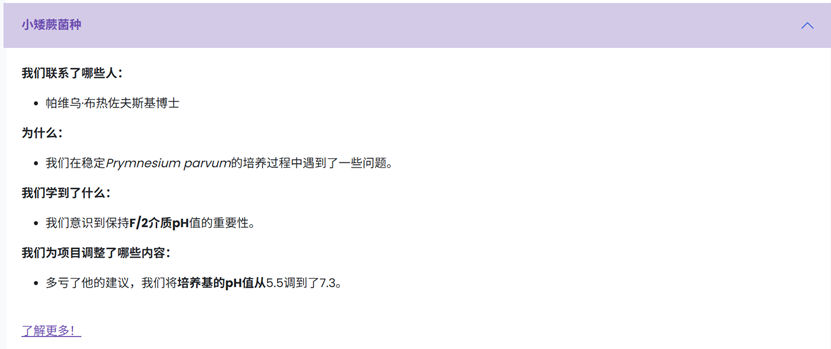 小矮蕨菌种
我们联系了哪些人：
帕维乌·布热佐夫斯基博士
为什么：
我们在稳定Prymnesium parvum的培养过程中遇到了一些问题。
我们学到了什么：
我们意识到保持F/2介质pH值的重要性。
我们为项目调整了哪些内容：
多亏了他的建议，我们将培养基的pH值从5.5调到了7.3。
了解更多！